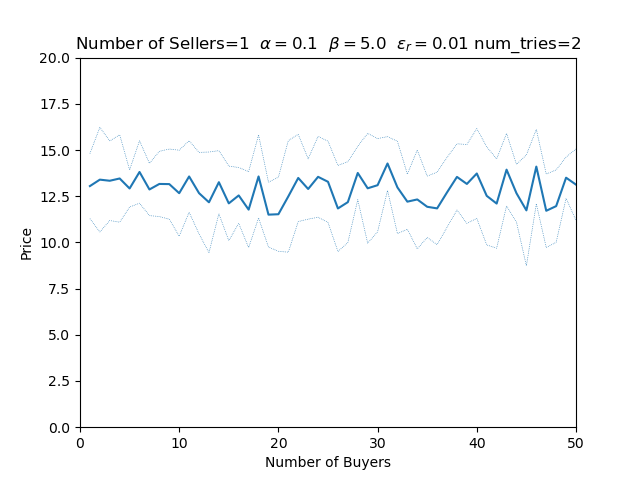 Number of Sellers=1 α = 0.1 β = 5.0 ε_r = 0.01 num_tries=2
20.0
17.5
15.0
12.5
10.0
7.5
5.0
2.5
0.0
Price
0 10 20 30 40 50
Number of Buyers